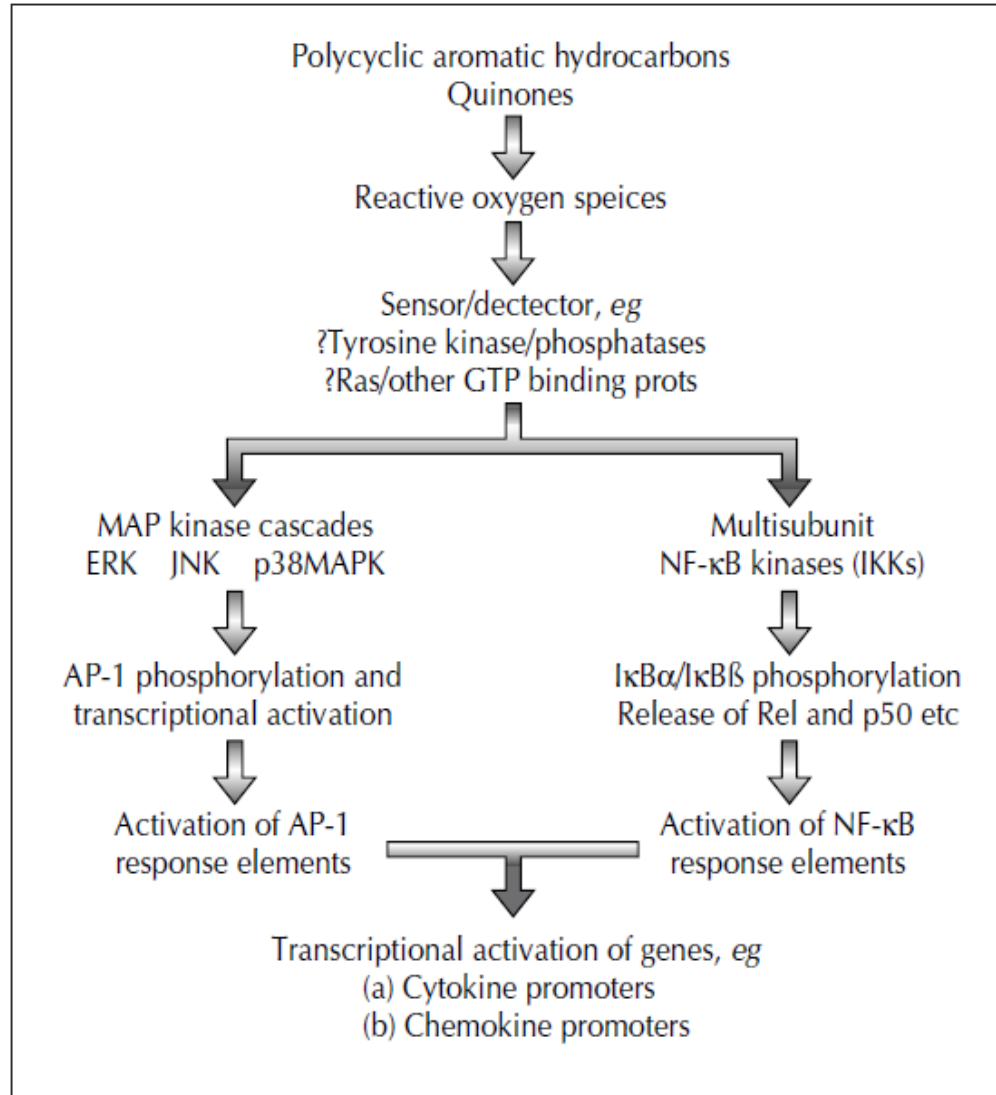 Polycyclic aromatic hydrocarbons
Quinones
Reactive oxygen speices
Sensor/dectector, eg
?Tyrosine kinase/phosphatases
?Ras/other GTP binding prots
MAP kinase cascades
ERK JNK p38MAPK
Multisubunit
NF-κB kinases (IKKs)
AP-1 phosphorylation and
transcriptional activation
IκBα/IκBß phosphorylation
Release of Rel and p50 etc
Activation of AP-1
response elements
Activation of NF-κB
response elements
Transcriptional activation of genes, eg
(a) Cytokine promoters
(b) Chemokine promoters